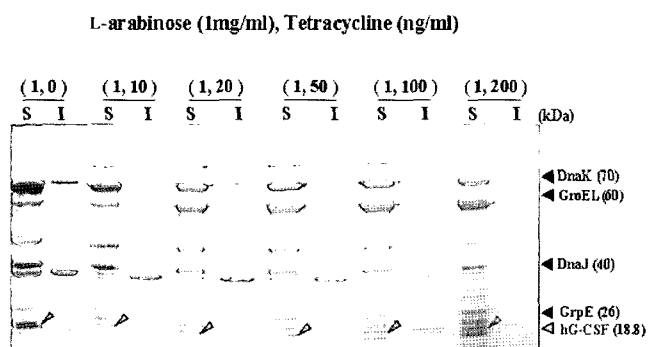 L-arabinose (1mg/ml), Tetracycline (ng/ml)
(1,0) (1,10) (1,20) (1,50) (1,100) (1,200)
S I S I S I S I S I S I (kDa)
DnaK (70)
GroEL (60)
DnaJ (40)
GrpE (26)
hG-CSF (18.8)